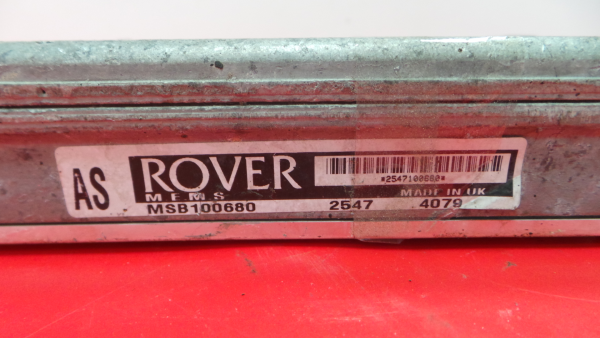 AS
ROVER
*2547100680*
MEMS MADE IN UK
MSB100680 2547 4079